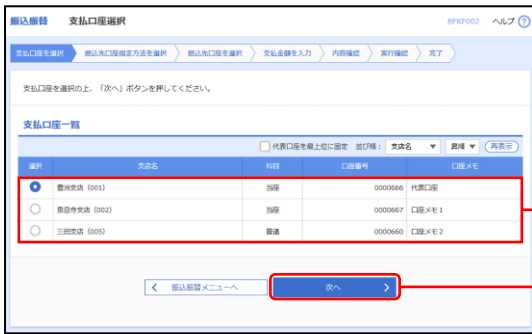 振込振替 支払口座選択 BFKF002 ヘルプ ?
支払口座を選択 振込先口座指定方法を選択 振込先口座を選択 支払金額を入力 内容確認 実行確認 完了
支払口座を選択の上、「次へ」ボタンを押してください。
支払口座一覧
代表口座を最上位に固定 並び順： 支店名 ▼ 昇順 ▼ 再表示
選択 支店名 科目 口座番号 口座メモ
豊洲支店（001） 当座 0000666 代表口座
泉岳寺支店（002） 当座 0000667 口座メモ1
三田支店（005） 普通 0000660 口座メモ2
振込振替メニューへ 次へ